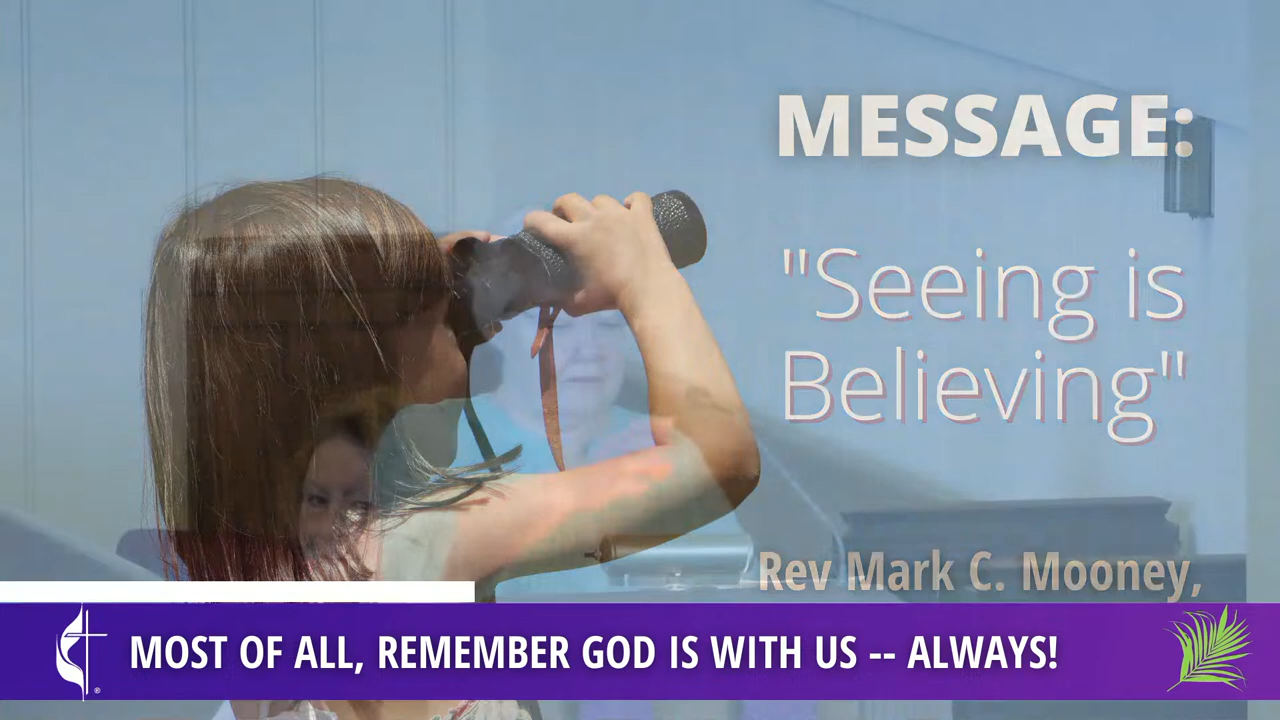 MESSAGE:
"Seeing is
Believing"
Rev Mark C. Mooney,
MOST OF ALL, REMEMBER GOD IS WITH US -- ALWAYS!
®